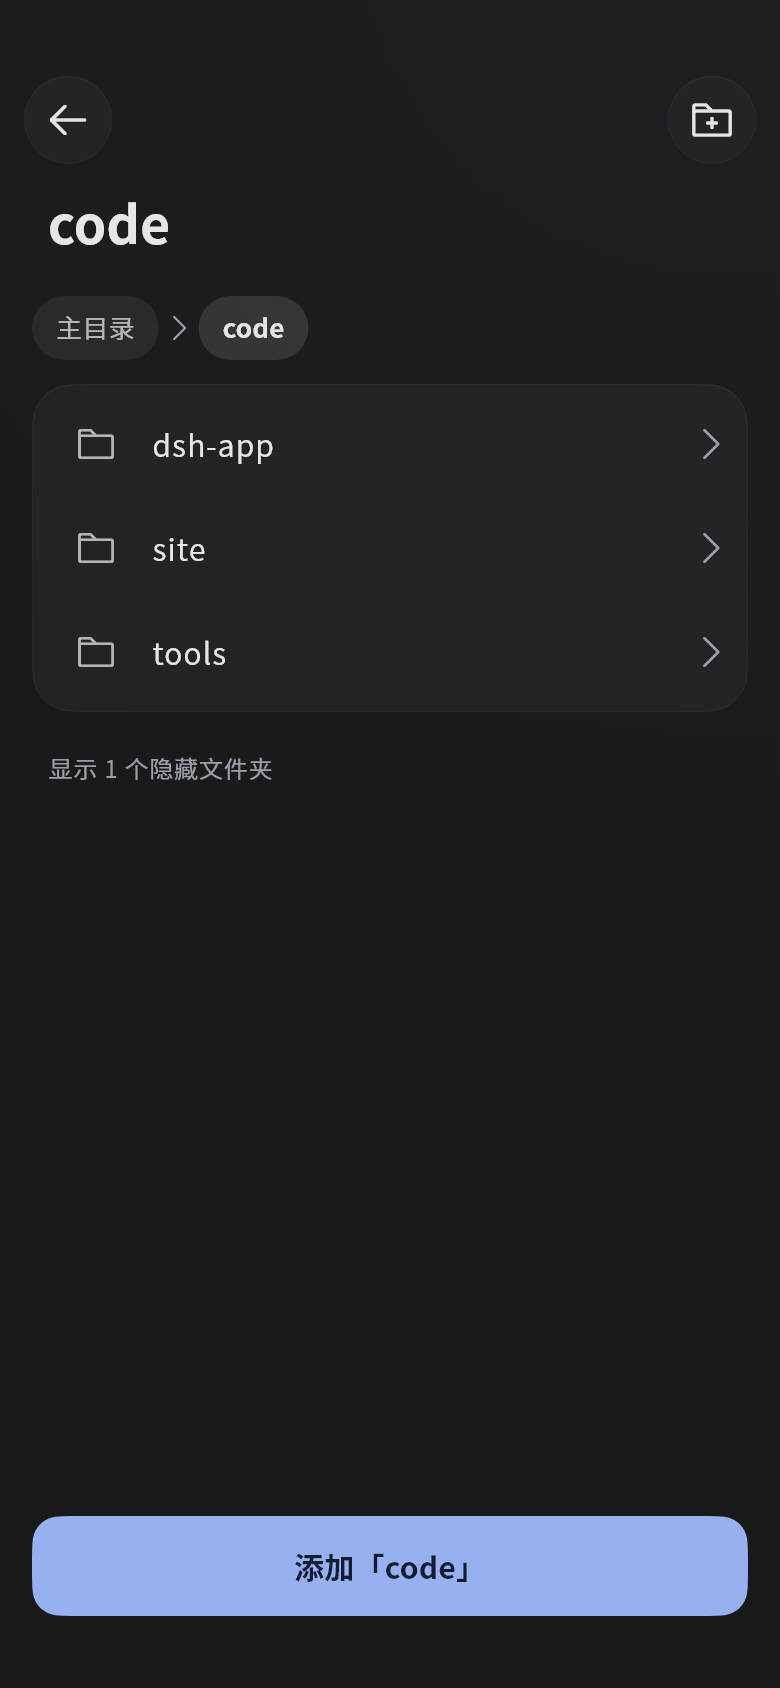 code
主目录 code
dsh-app
site
tools
显示 1 个隐藏文件夹
添加「code」